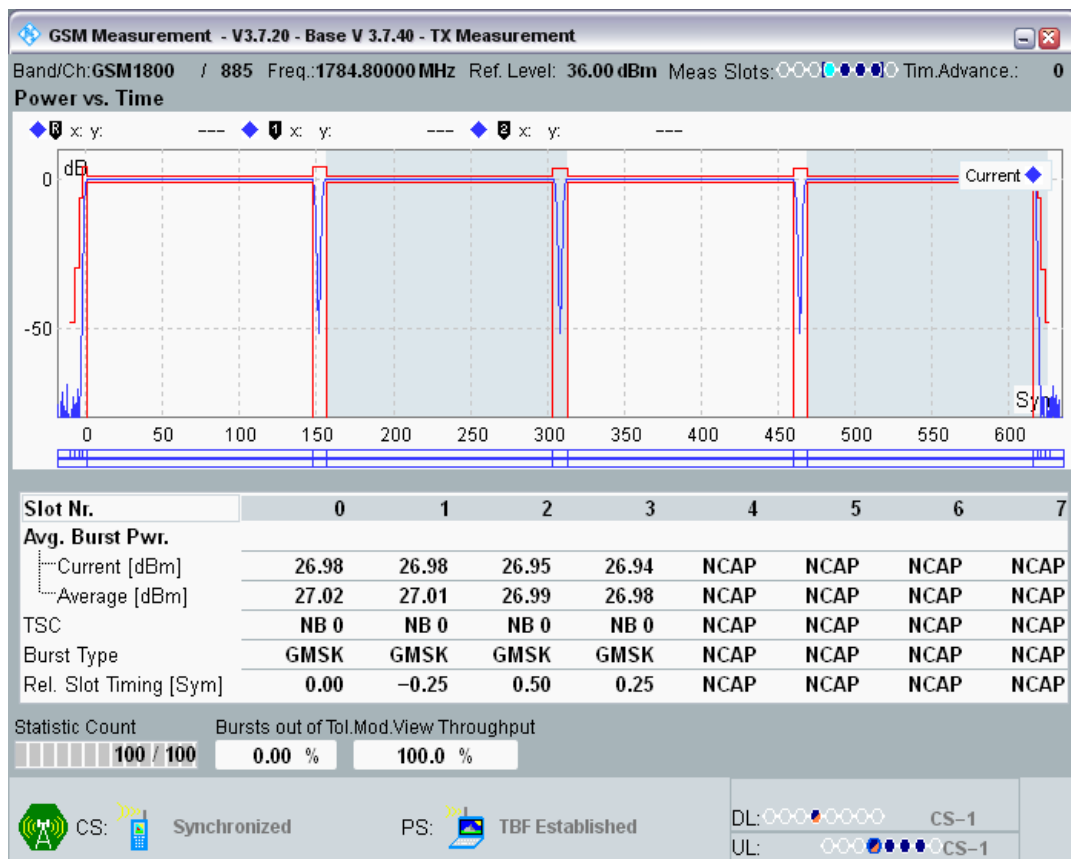 GSM Measurement - V3.7.20 - Base V 3.7.40 - TX Measurement
Band/Ch:GSM1800 / 885 Freq.:1784.80000 MHz Ref. Level: 36.00 dBm Meas Slots: Tim.Advance.: 0
Power vs. Time
R x: y: --- 1 x: y: --- 2 x: y: ---
dB
0
Current
-50
0 50 100 150 200 250 300 350 400 450 500 550 600
Slot Nr. 0 1 2 3 4 5 6 7
Avg. Burst Pwr.
Current [dBm] 26.98 26.98 26.95 26.94 NCAP NCAP NCAP NCAP
Average [dBm] 27.02 27.01 26.99 26.98 NCAP NCAP NCAP NCAP
TSC NB 0 NB 0 NB 0 NB 0 NCAP NCAP NCAP NCAP
Burst Type GMSK GMSK GMSK GMSK NCAP NCAP NCAP NCAP
Rel. Slot Timing [Sym] 0.00 −0.25 0.50 0.25 NCAP NCAP NCAP NCAP
Statistic Count Bursts out of Tol.Mod.View Throughput
100 / 100 0.00 % 100.0 %
CS: Synchronized PS: TBF Established
DL: CS−1
UL: CS−1